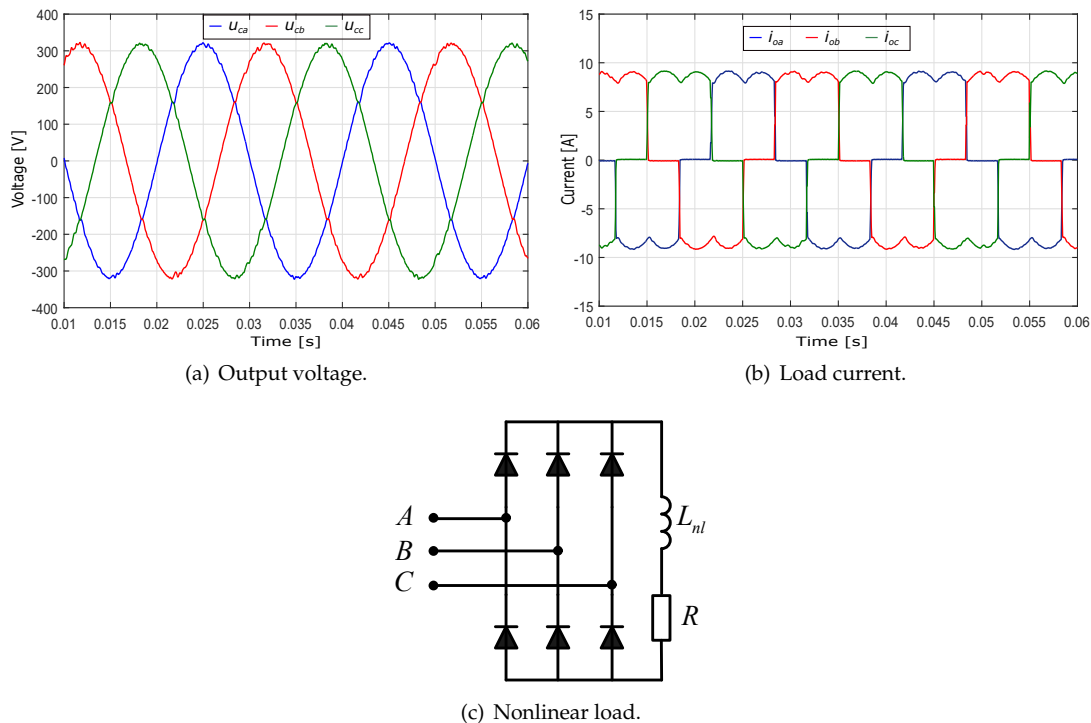 u_ca u_cb u_cc
400
300
200
100
0
-100
-200
-300
-400
Voltage [V]
0.01 0.015 0.02 0.025 0.03 0.035 0.04 0.045 0.05 0.055 0.06
Time [s]
(a) Output voltage.
i_oa i_ob i_oc
15
10
5
0
-5
-10
-15
Current [A]
0.01 0.015 0.02 0.025 0.03 0.035 0.04 0.045 0.05 0.055 0.06
Time [s]
(b) Load current.
A
B
C
L_nl
R
(c) Nonlinear load.